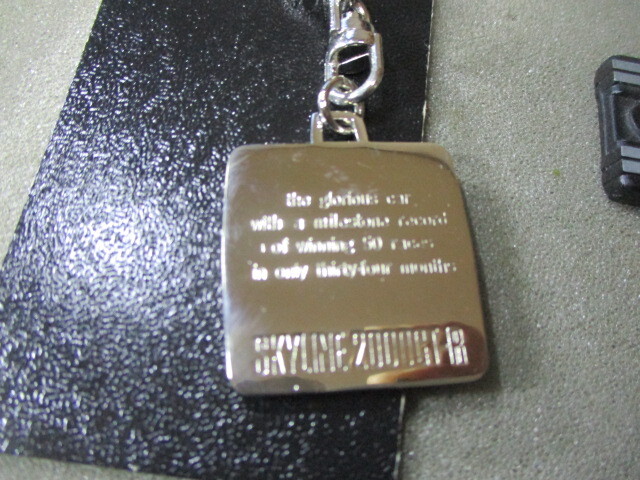 the glorious car
with a milestone record
of winning 50 races
in only thirty-four months
SKYLINE 2000GT-R